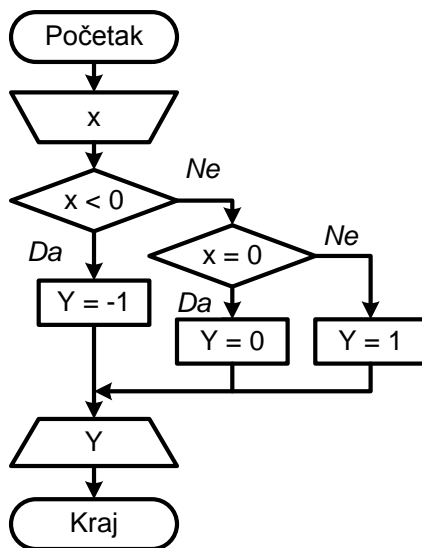 Početak
x
Ne
x < 0
Da
x = 0
Ne
Y = -1
Da
Y = 0
Y = 1
Y
Kraj